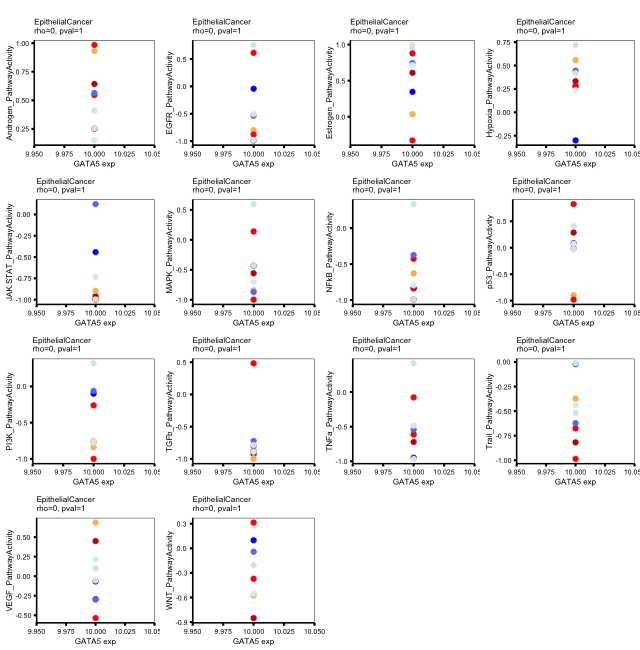 EpithelialCancer
rho=0, pval=1
Androgen_PathwayActivity
1.00
0.75
0.50
0.25
9.950
9.975
10.000
10.025
10.05
GATA5 exp
EpithelialCancer
rho=0, pval=1
EGFR_PathwayActivity
0.5
0.0
-0.5
-1.0
9.950
9.975
10.000
10.025
10.05
GATA5 exp
EpithelialCancer
rho=0, pval=1
Estrogen_PathwayActivity
1.0
0.5
0.0
9.950
9.975
10.000
10.025
10.05
GATA5 exp
EpithelialCancer
rho=0, pval=1
Hypoxia_PathwayActivity
0.75
0.50
0.25
0.00
-0.25
9.950
9.975
10.000
10.025
10.05
GATA5 exp
EpithelialCancer
rho=0, pval=1
JAK.STAT_PathwayActivity
0.00
-0.25
-0.50
-0.75
-1.00
9.950
9.975
10.000
10.025
10.05
GATA5 exp
EpithelialCancer
rho=0, pval=1
MAPK_PathwayActivity
0.5
0.0
-0.5
-1.0
9.950
9.975
10.000
10.025
10.05
GATA5 exp
EpithelialCancer
rho=0, pval=1
NFkB_PathwayActivity
0.0
-0.5
-1.0
9.950
9.975
10.000
10.025
10.05
GATA5 exp
EpithelialCancer
rho=0, pval=1
p53_PathwayActivity
0.5
0.0
-0.5
-1.0
9.950
9.975
10.000
10.025
10.05
GATA5 exp
EpithelialCancer
rho=0, pval=1
PI3K_PathwayActivity
0.0
-0.5
-1.0
9.950
9.975
10.000
10.025
10.05
GATA5 exp
EpithelialCancer
rho=0, pval=1
TGFb_PathwayActivity
0.5
0.0
-0.5
-1.0
9.950
9.975
10.000
10.025
10.05
GATA5 exp
EpithelialCancer
rho=0, pval=1
TNFa_PathwayActivity
0.0
-0.5
-1.0
9.950
9.975
10.000
10.025
10.05
GATA5 exp
EpithelialCancer
rho=0, pval=1
Trail_PathwayActivity
0.00
-0.25
-0.50
-0.75
-1.00
9.950
9.975
10.000
10.025
10.05
GATA5 exp
EpithelialCancer
rho=0, pval=1
VEGF_PathwayActivity
0.50
0.25
0.00
-0.25
-0.50
9.950
9.975
10.000
10.025
10.05
GATA5 exp
EpithelialCancer
rho=0, pval=1
WNT_PathwayActivity
0.3
0.0
-0.3
-0.6
-0.9
9.950
9.975
10.000
10.025
10.050
GATA5 exp